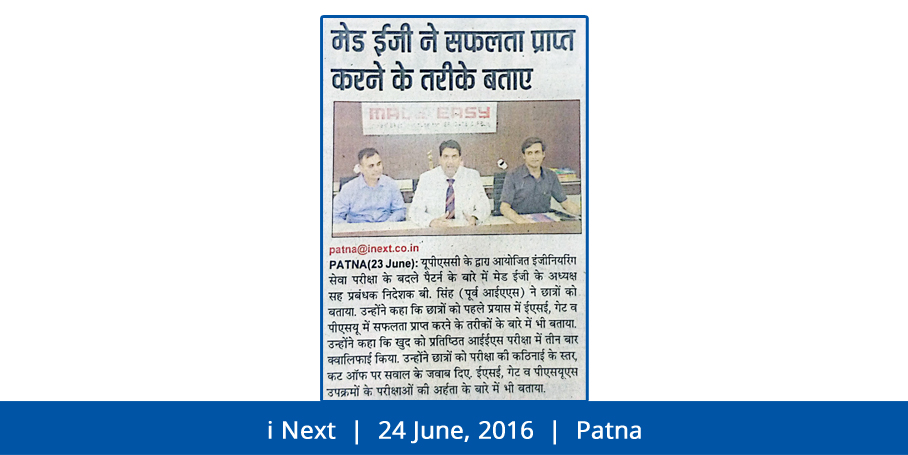 मेड ईजी ने सफलता प्राप्त
करने के तरीके बताए
MADE EASY
patna@inext.co.in
PATNA(23 June): यूपीएससी के द्वारा आयोजित इंजीनियरिंग
सेवा परीक्षा के बदले पैटर्न के बारे में मेड ईजी के अध्यक्ष
सह प्रबंधक निदेशक बी. सिंह (पूर्व आईएएस) ने छात्रों को
बताया. उन्होंने कहा कि छात्रों को पहले प्रयास में ईएसई, गेट व
पीएसयू में सफलता प्राप्त करने के तरीकों के बारे में भी बताया.
उन्होंने कहा कि खुद को प्रतिष्ठित आईईएस परीक्षा में तीन बार
क्वालिफाई किया. उन्होंने छात्रों को परीक्षा की कठिनाई के स्तर,
कट ऑफ पर सवाल के जवाब दिए. ईएसई, गेट व पीएसयूएस
उपक्रमों के परीक्षाओं की अर्हता के बारे में भी बताया.
i Next | 24 June, 2016 | Patna